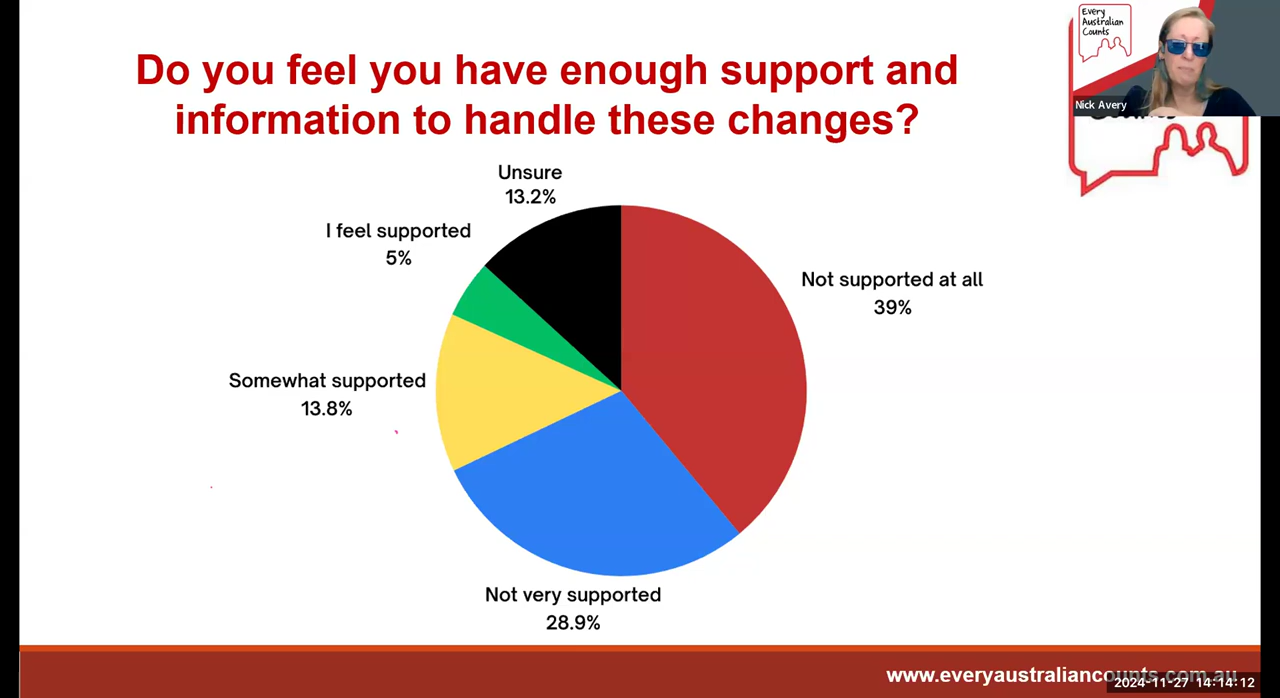 Do you feel you have enough support and
information to handle these changes?
Every
Australian
Counts
Nick Avery
Unsure
13.2%
I feel supported
5%
Not supported at all
39%
Somewhat supported
13.8%
Not very supported
28.9%
www.everyaustraliancounts.com.au
2024-11-27 14:14:12